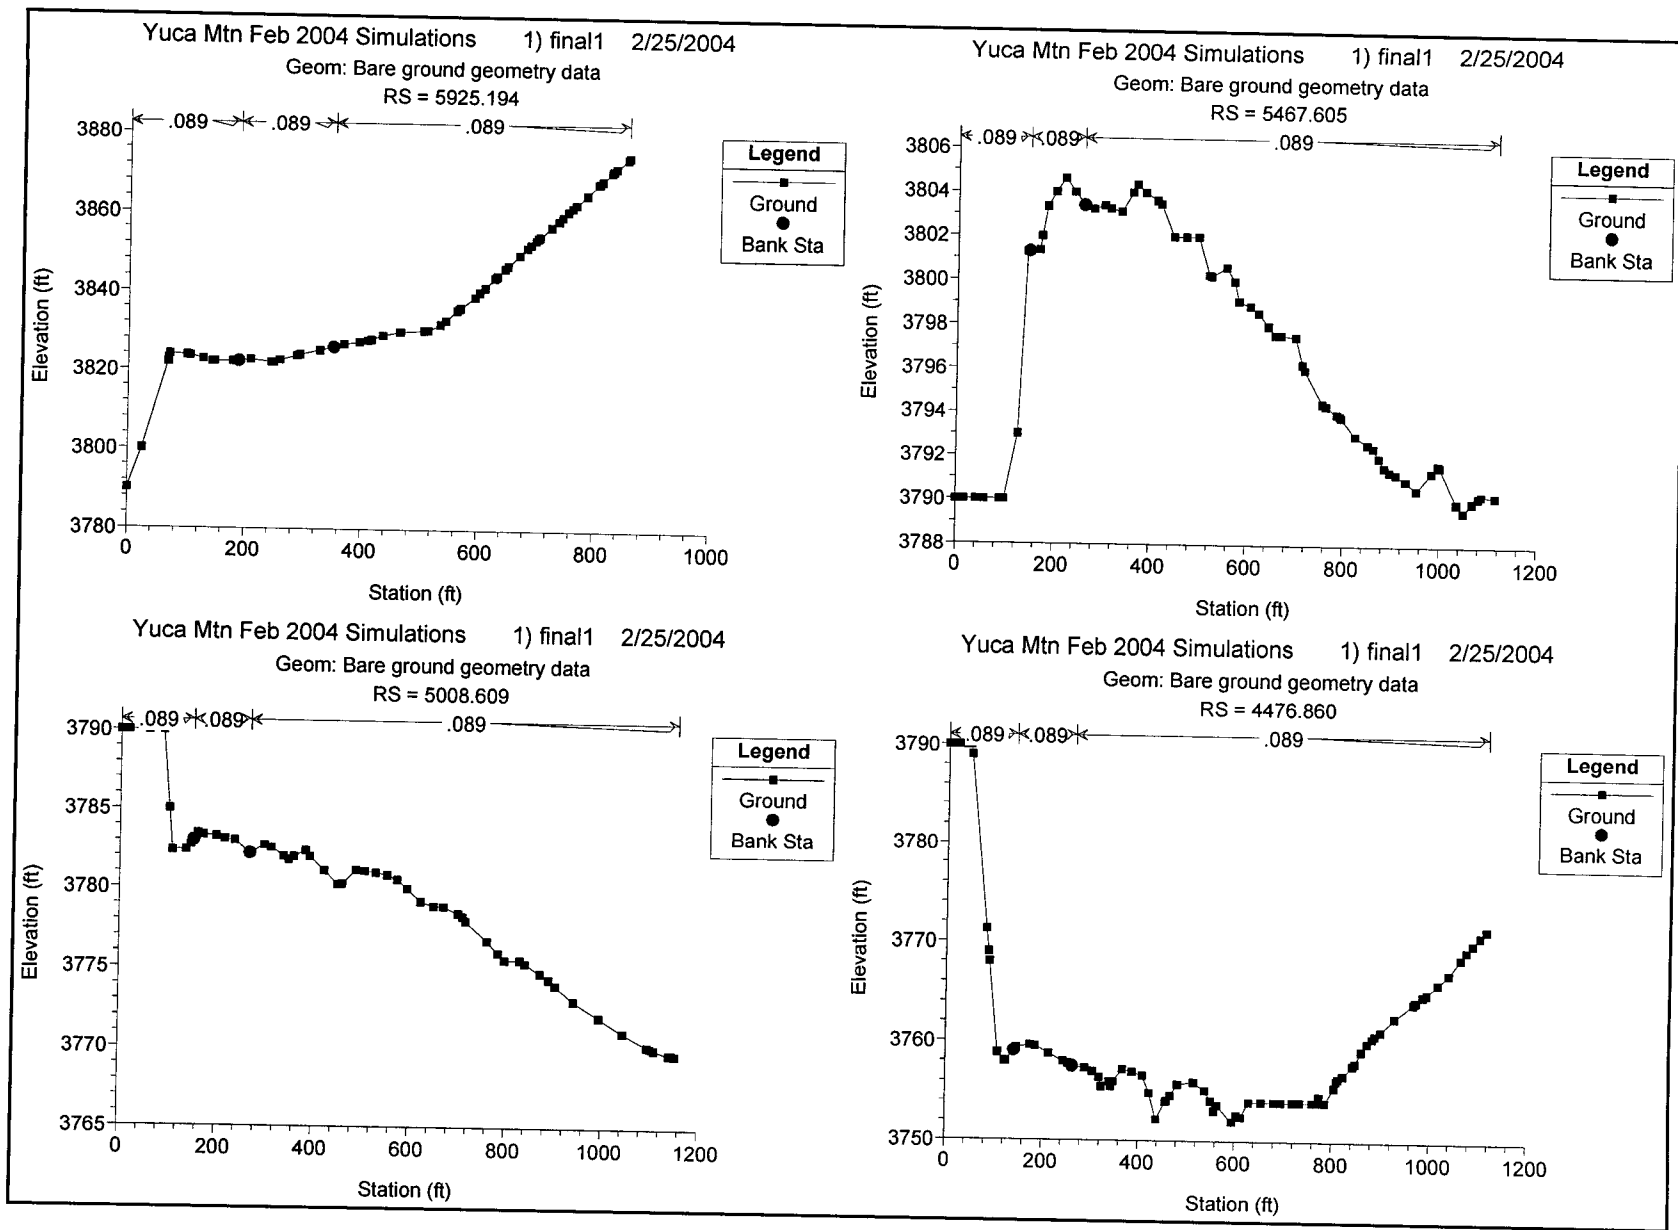 Yuca Mtn Feb 2004 Simulations 1) final1 2/25/2004
Geom: Bare ground geometry data
RS = 5925.194
.089 .089 .089
3880
3860
3840
3820
3800
3780
Elevation (ft)
0 200 400 600 800 1000
Station (ft)
Legend
Ground
Bank Sta
Yuca Mtn Feb 2004 Simulations 1) final1 2/25/2004
Geom: Bare ground geometry data
RS = 5467.605
.089 .089 .089
3806
3804
3802
3800
3798
3796
3794
3792
3790
3788
Elevation (ft)
0 200 400 600 800 1000 1200
Station (ft)
Legend
Ground
Bank Sta
Yuca Mtn Feb 2004 Simulations 1) final1 2/25/2004
Geom: Bare ground geometry data
RS = 5008.609
.089 .089 .089
3790
3785
3780
3775
3770
3765
Elevation (ft)
0 200 400 600 800 1000 1200
Station (ft)
Legend
Ground
Bank Sta
Yuca Mtn Feb 2004 Simulations 1) final1 2/25/2004
Geom: Bare ground geometry data
RS = 4476.860
.089 .089 .089
3790
3780
3770
3760
3750
Elevation (ft)
0 200 400 600 800 1000 1200
Station (ft)
Legend
Ground
Bank Sta